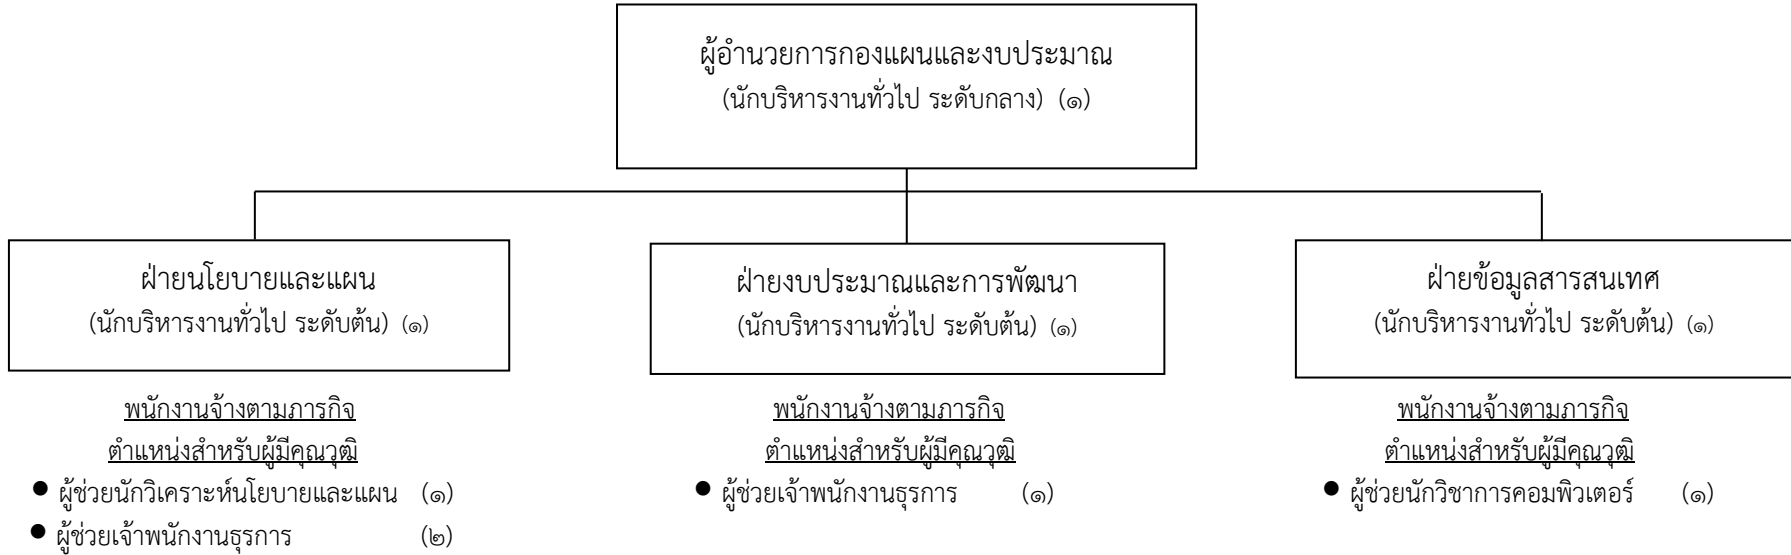 ผู้อำนวยการกองแผนและงบประมาณ
(นักบริหารงานทั่วไป ระดับกลาง) (๑)
ฝ่ายนโยบายและแผน
(นักบริหารงานทั่วไป ระดับต้น) (๑)
พนักงานจ้างตามภารกิจ
ตำแหน่งสำหรับผู้มีคุณวุฒิ
● ผู้ช่วยนักวิเคราะห์นโยบายและแผน (๑)
● ผู้ช่วยเจ้าพนักงานธุรการ (๒)
ฝ่ายงบประมาณและการพัฒนา
(นักบริหารงานทั่วไป ระดับต้น) (๑)
พนักงานจ้างตามภารกิจ
ตำแหน่งสำหรับผู้มีคุณวุฒิ
● ผู้ช่วยเจ้าพนักงานธุรการ (๑)
ฝ่ายข้อมูลสารสนเทศ
(นักบริหารงานทั่วไป ระดับต้น) (๑)
พนักงานจ้างตามภารกิจ
ตำแหน่งสำหรับผู้มีคุณวุฒิ
● ผู้ช่วยนักวิชาการคอมพิวเตอร์ (๑)